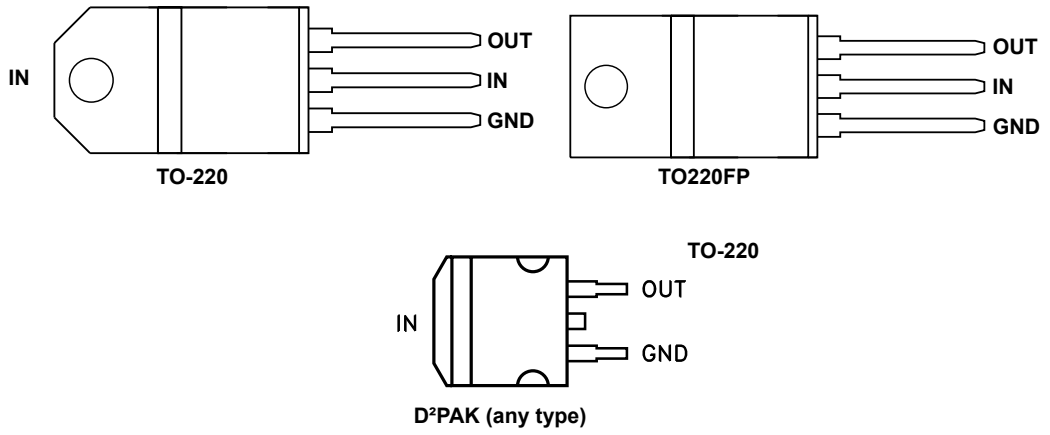 IN
OUT
IN
GND
TO-220
OUT
IN
GND
TO220FP
TO-220
IN
OUT
GND
D²PAK (any type)